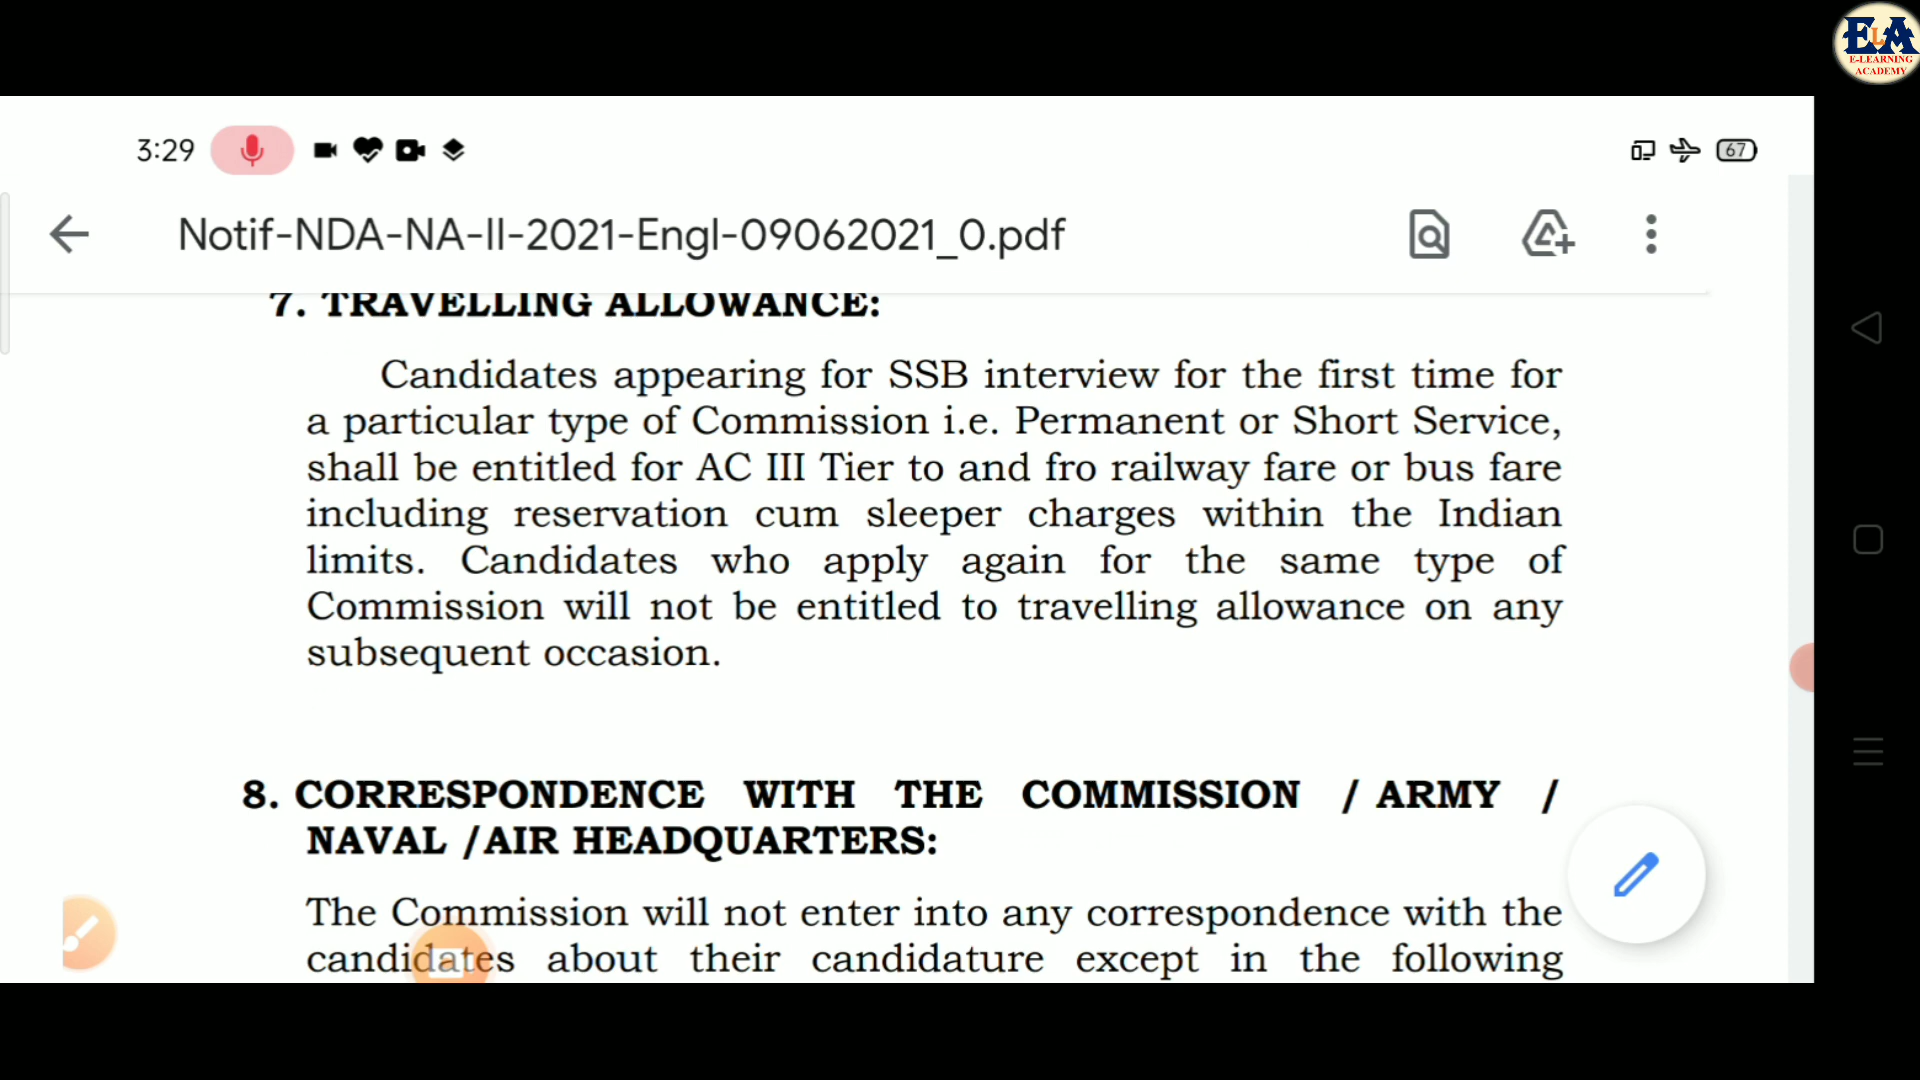 ELA
E-LEARNING
ACADEMY
3:29
67
Notif-NDA-NA-II-2021-Engl-09062021_0.pdf
7. TRAVELLING ALLOWANCE:
Candidates appearing for SSB interview for the first time for
a particular type of Commission i.e. Permanent or Short Service,
shall be entitled for AC III Tier to and fro railway fare or bus fare
including reservation cum sleeper charges within the Indian
limits. Candidates who apply again for the same type of
Commission will not be entitled to travelling allowance on any
subsequent occasion.
8. CORRESPONDENCE WITH THE COMMISSION / ARMY /
NAVAL /AIR HEADQUARTERS:
The Commission will not enter into any correspondence with the
candidates about their candidature except in the following